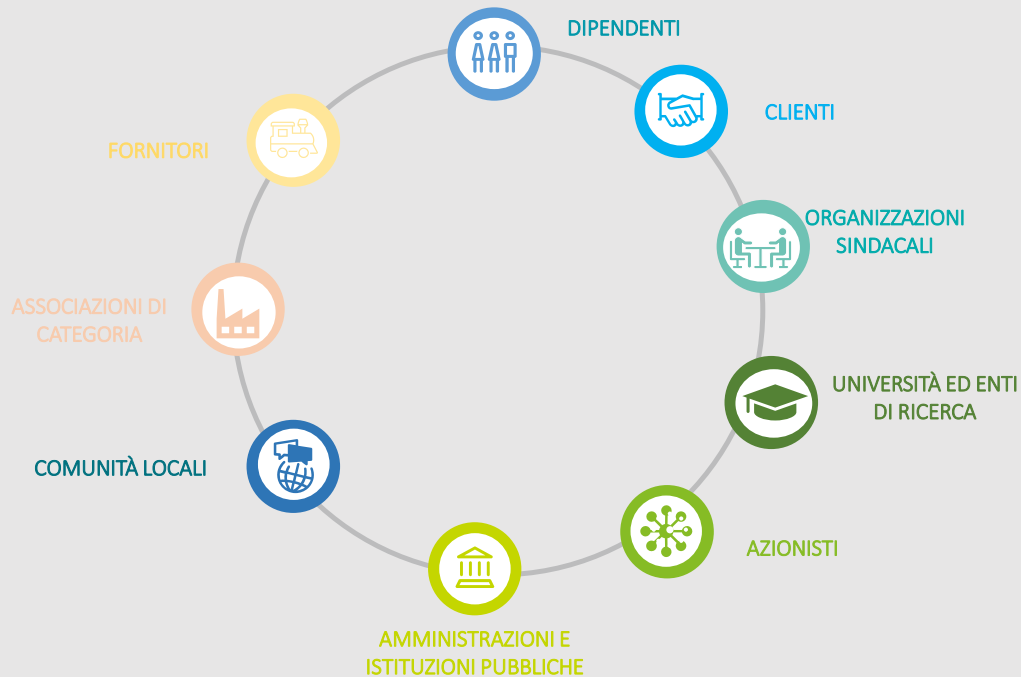 DIPENDENTI
CLIENTI
ORGANIZZAZIONI
SINDACALI
UNIVERSITÀ ED ENTI
DI RICERCA
AZIONISTI
AMMINISTRAZIONI E
ISTITUZIONI PUBBLICHE
COMUNITÀ LOCALI
ASSOCIAZIONI DI
CATEGORIA
FORNITORI